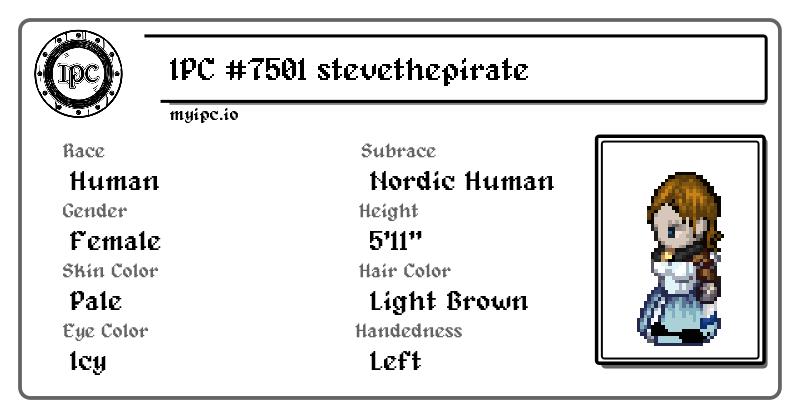 IPC
IPC #7501 stevethepirate
myipc.io
Race
Human
Subrace
Nordic Human
Gender
Female
Height
5'11"
Skin Color
Pale
Hair Color
Light Brown
Eye Color
Icy
Handedness
Left